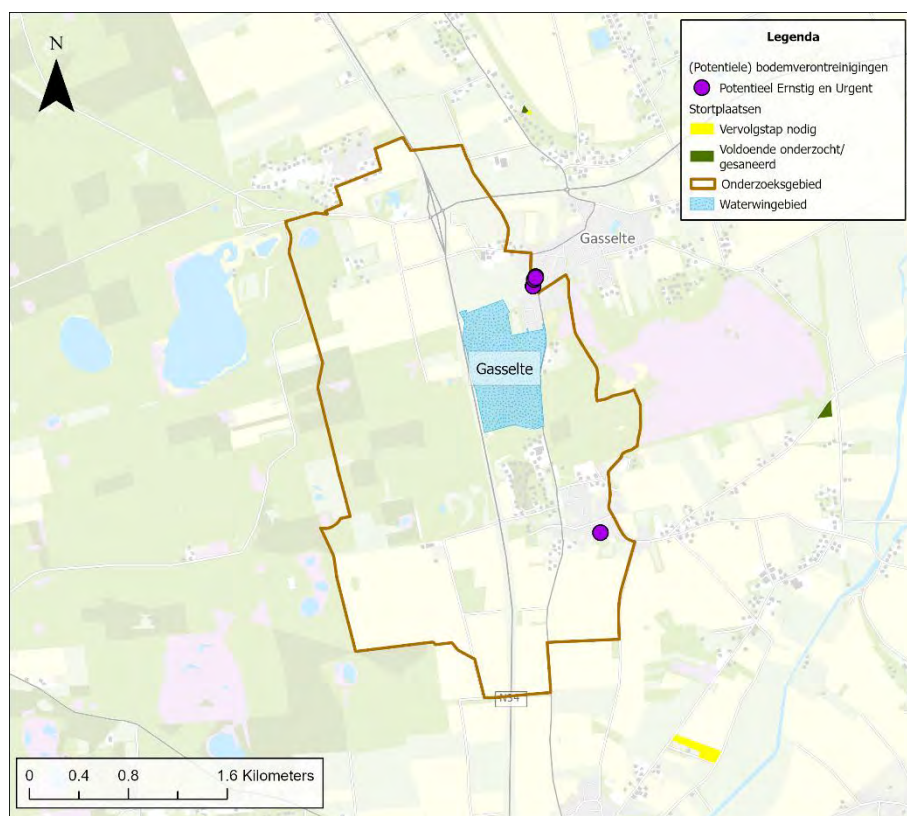 N
Legenda
(Potentiele) bodemverontreinigingen
Potentieel Ernstig en Urgent
Stortplaatsen
Vervolgstap nodig
Voldoende onderzocht/
gesaneerd
Onderzoeksgebied
Waterwingebied
Gasselte
Gasselte
N34
0 0.4 0.8 1.6 Kilometers